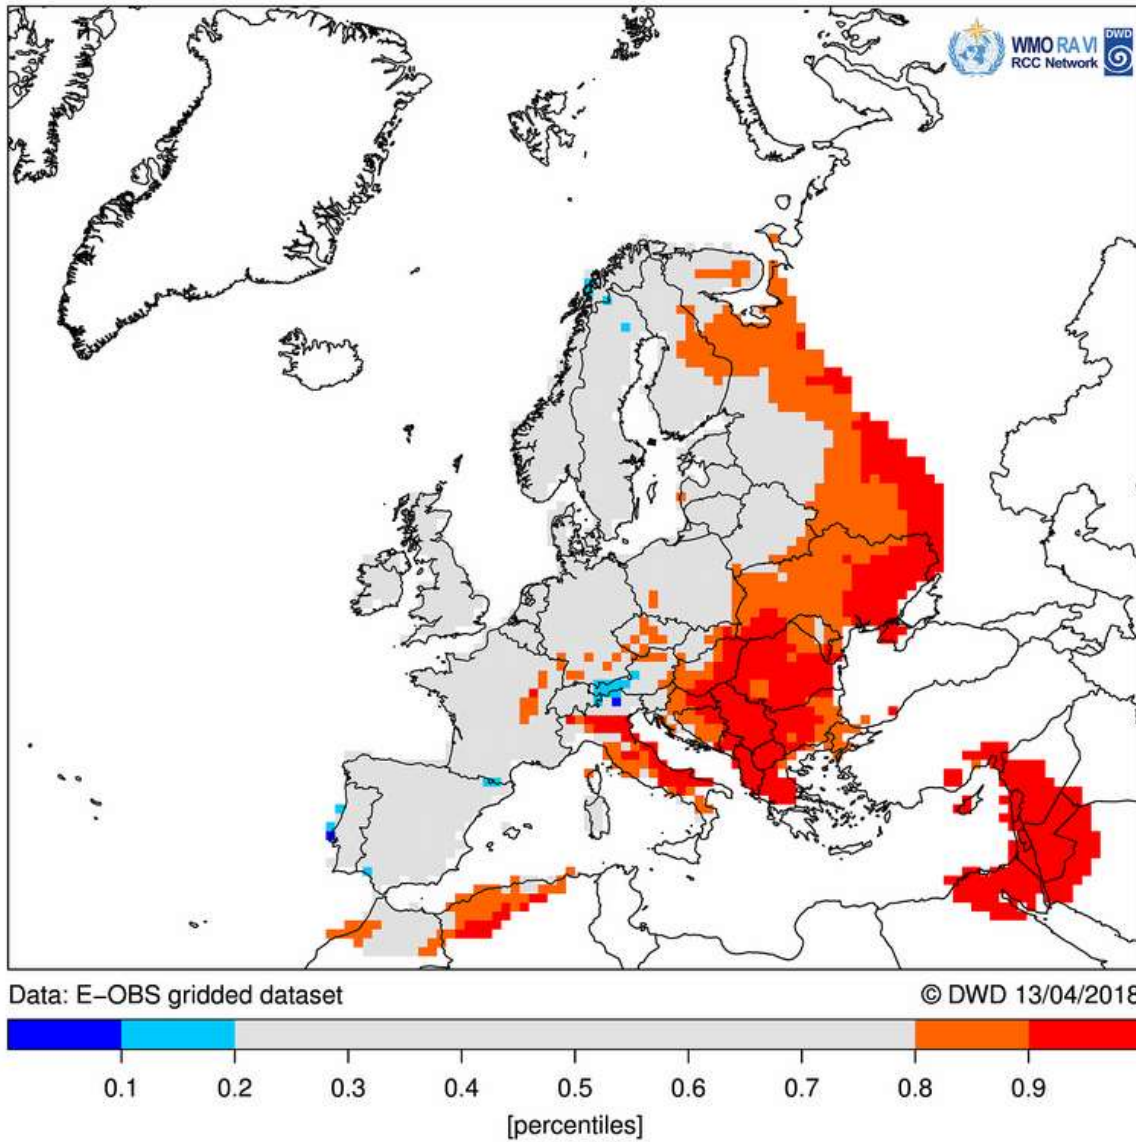 WMO RA VI
RCC Network
DWD
Data: E−OBS gridded dataset
© DWD 13/04/2018
0.1 0.2 0.3 0.4 0.5 0.6 0.7 0.8 0.9
[percentiles]